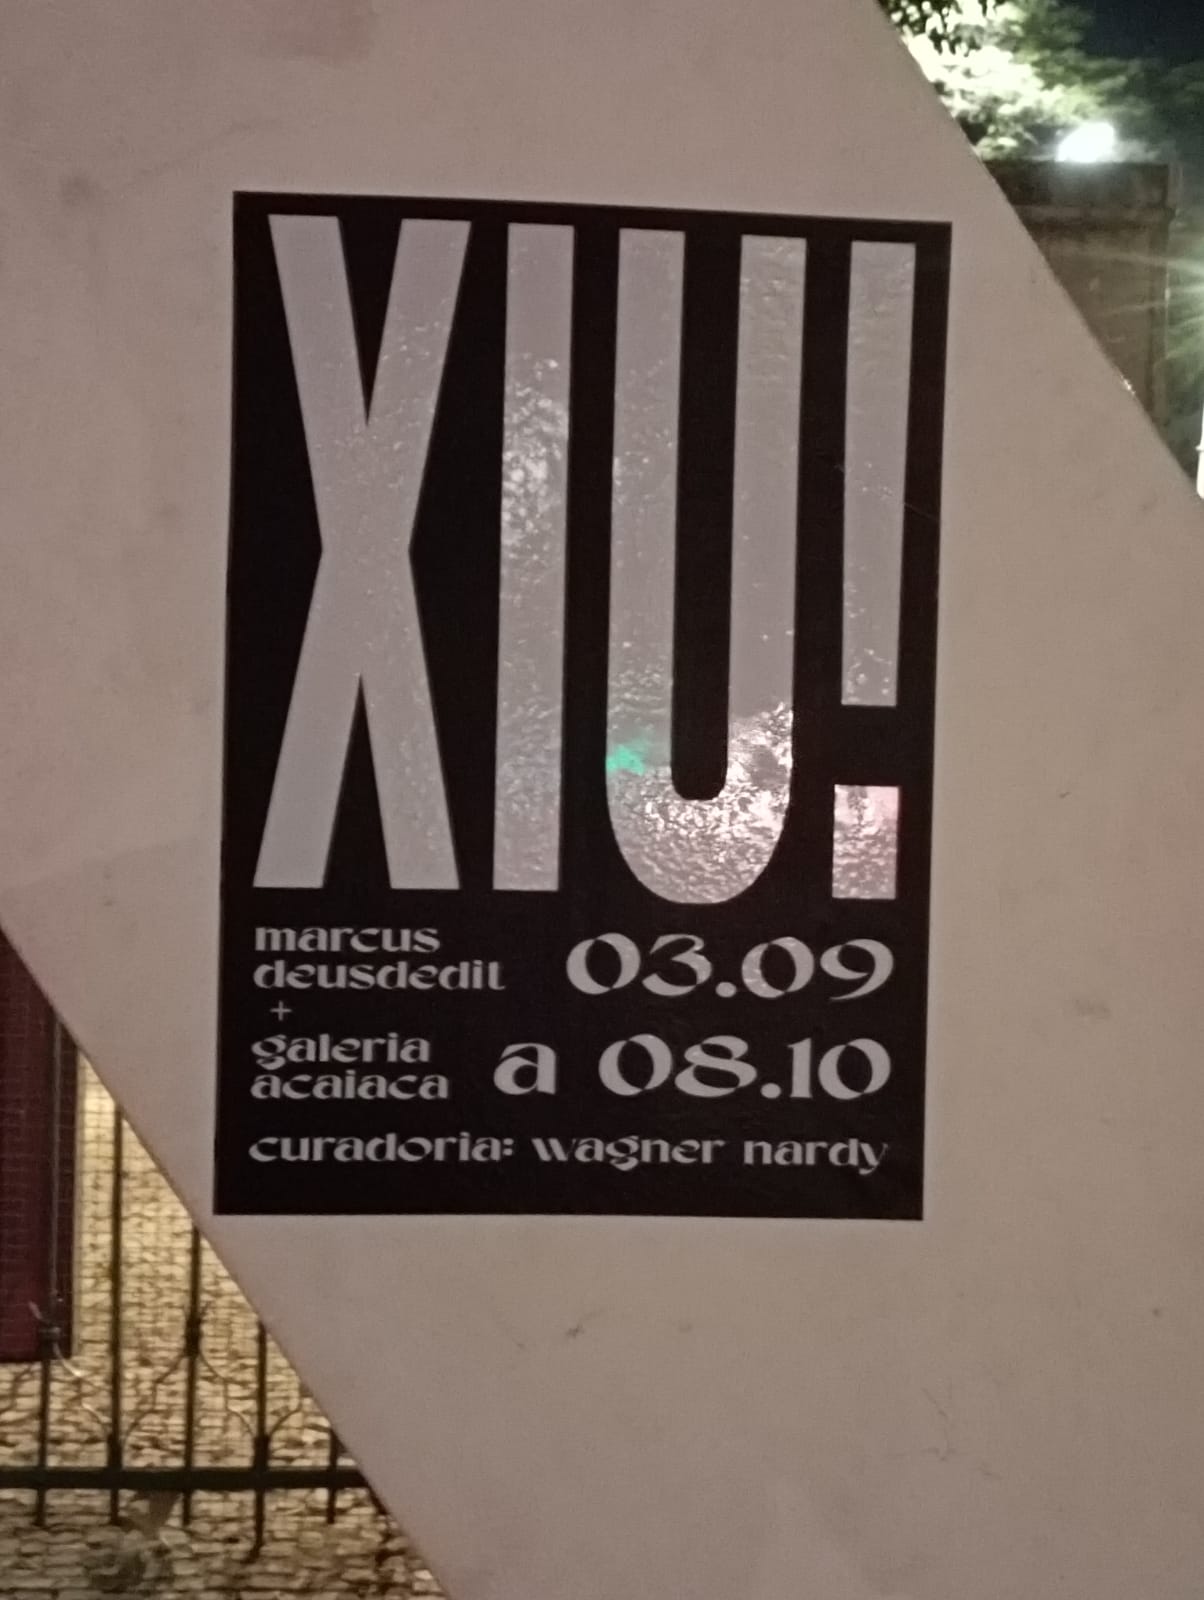 XIU!
marcus
deusdedit
+
galeria
acaiaca
03.09
a 08.10
curadoria: wagner nardy